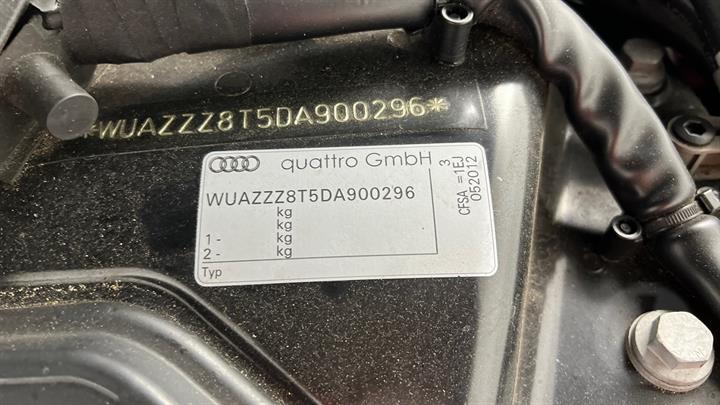 *WUAZZZ8T5DA900296*
quattro GmbH
WUAZZZ8T5DA900296
kg
kg
1 - kg
2 - kg
Typ
3
CFSA =1EJ
052012